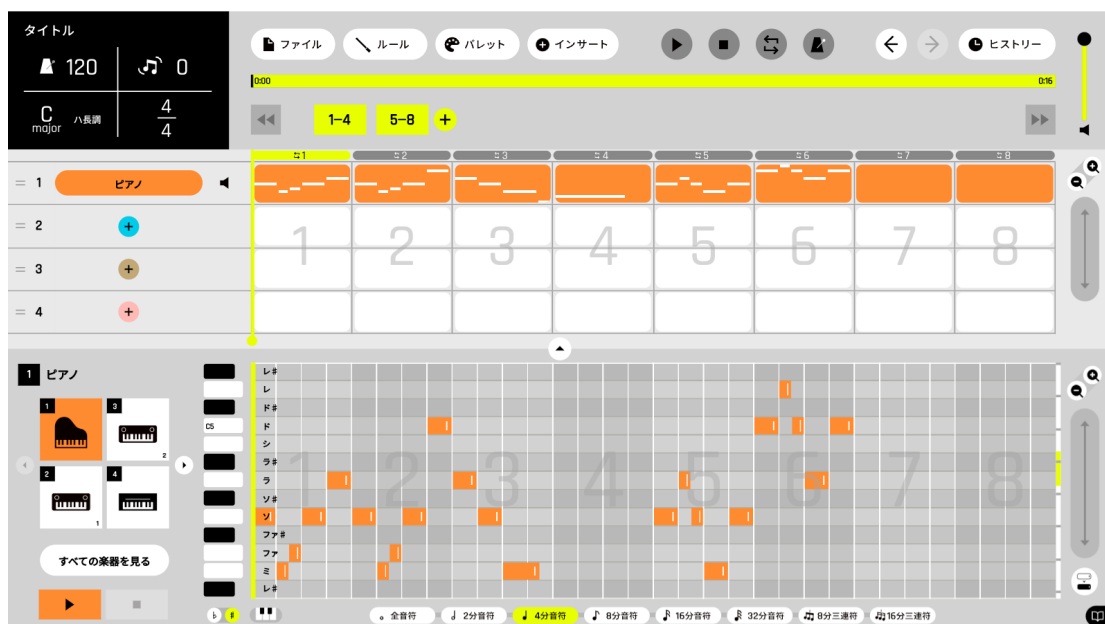 タイトル
120 0
C
major
ハ長調
4
4
ファイル ルール パレット インサート ヒストリー
0:00 0:16
1-4 5-8 +
1 2 3 4 5 6 7 8
1 ピアノ
2 +
3 +
4 +
1 2 3 4 5 6 7 8
1 ピアノ
1 3
2
2 4
1
すべての楽器を見る
C5
レ#
レ
ド#
ド
シ
ラ#
ラ
ソ#
ソ
ファ#
ファ
ミ
レ#
1 2 3 4 5 6 7 8
♭ #
全音符 2分音符 4分音符 8分音符 16分音符 32分音符 8分三連符 16分三連符